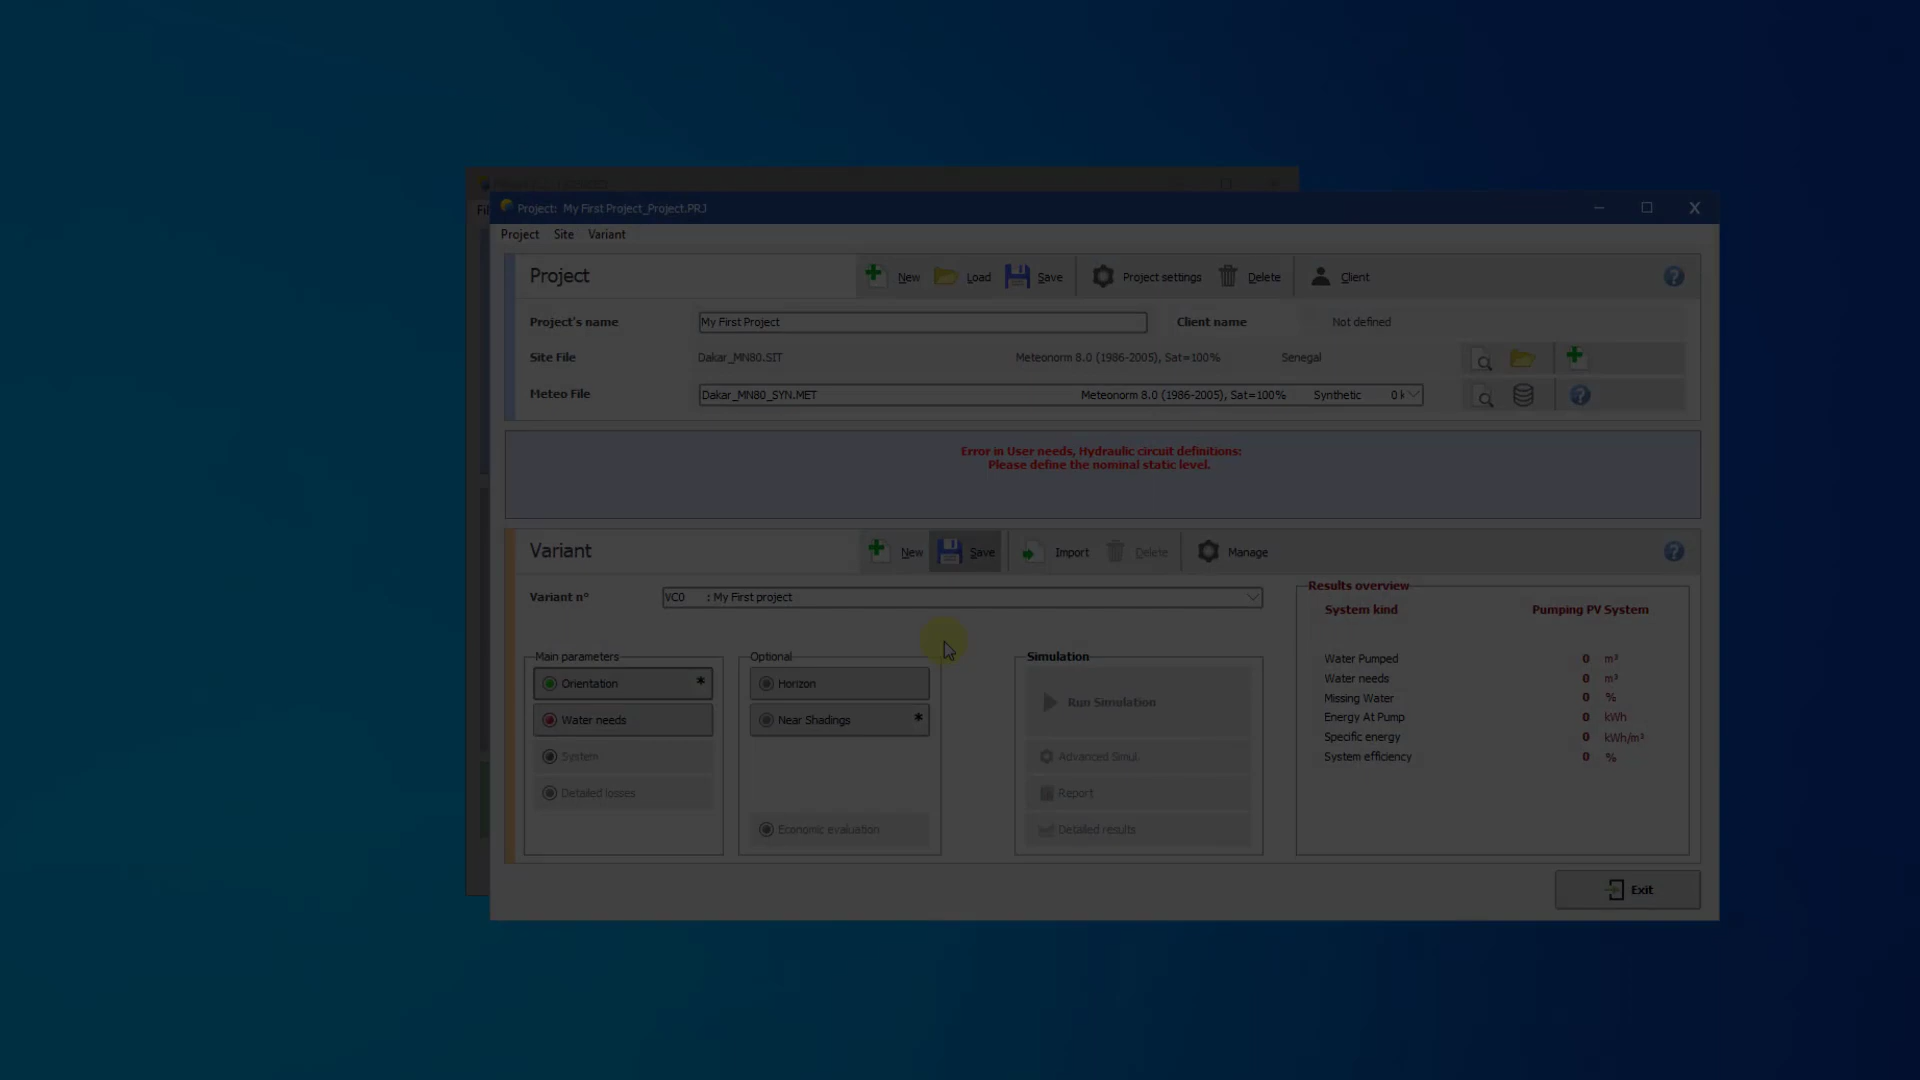 Project: My First Project_Project.PRJ
Project Site Variant
Project New Load Save Project settings Delete Client
Project's name My First Project Client name Not defined
Site File Dakar_MN80.SIT Meteonorm 8.0 (1986-2005), Sat=100% Senegal
Meteo File Dakar_MN80_SYN.MET Meteonorm 8.0 (1986-2005), Sat=100% Synthetic 0 k
Error in User needs, Hydraulic circuit definitions:
Please define the nominal static level.
Variant New Save Import Delete Manage
Variant n° VC0 : My First project
Results overview
System kind Pumping PV System
Main parameters
Orientation *
Water needs
System
Detailed losses
Optional
Horizon
Near Shadings *
Economic evaluation
Simulation
Run Simulation
Advanced Simul.
Report
Detailed results
Water Pumped 0 m³
Water needs 0 m³
Missing Water 0 %
Energy At Pump 0 kWh
Specific energy 0 kWh/m³
System efficiency 0 %
Exit